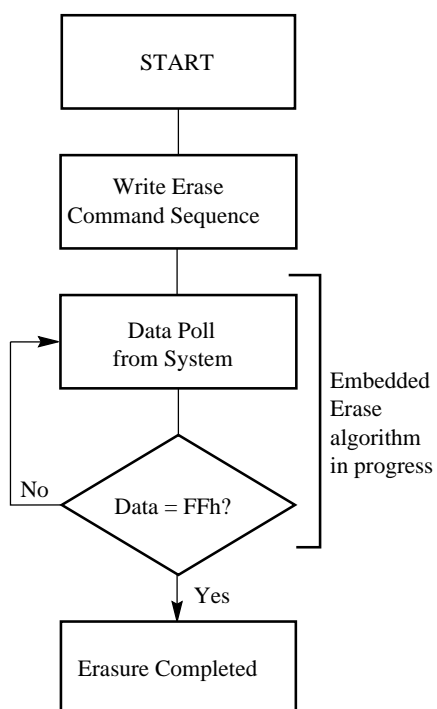 START
Write Erase
Command Sequence
Data Poll
from System
Embedded
Erase
algorithm
in progress
No
Data = FFh?
Yes
Erasure Completed